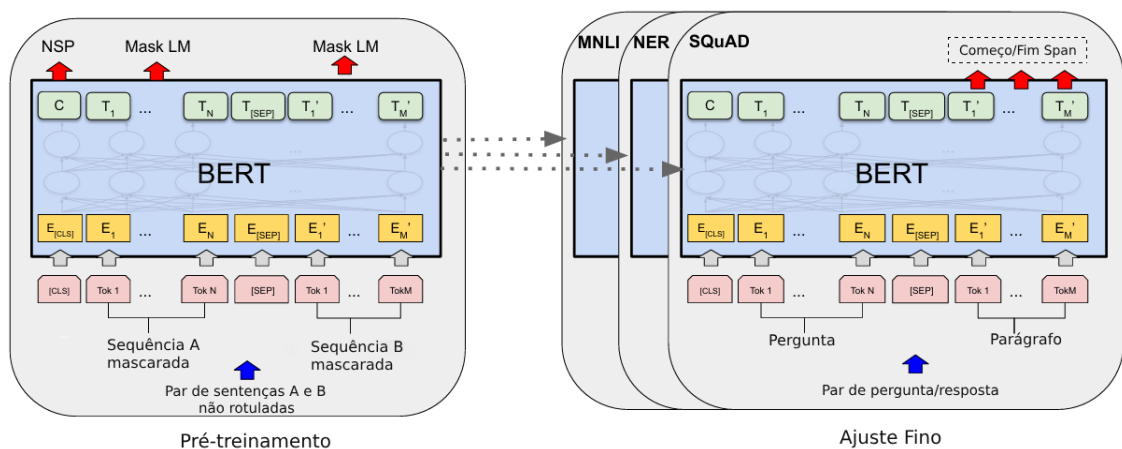 NSP Mask LM Mask LM
C T1 ... TN T[SEP] T1' ... TM'
...
BERT
...
E[CLS] E1 ... EN E[SEP] E1' ... EM'
[CLS] Tok 1 ... Tok N [SEP] Tok 1 ... TokM
Sequência A
mascarada
Sequência B
mascarada
Par de sentenças A e B
não rotuladas
Pré-treinamento
MNLI NER SQuAD
Começo/Fim Span
C T1 ... TN T[SEP] T1' ... TM'
...
BERT
...
E[CLS] E1 ... EN E[SEP] E1' ... EM'
[CLS] Tok 1 ... Tok N [SEP] Tok 1 ... TokM
Pergunta
Parágrafo
Par de pergunta/resposta
Ajuste Fino